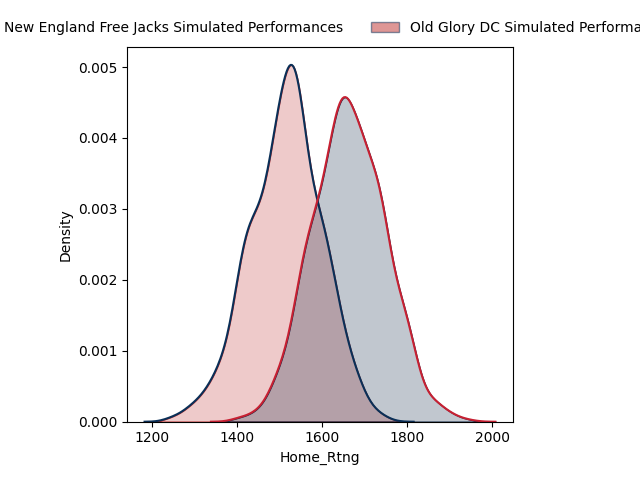 New England Free Jacks Simulated Performances
Old Glory DC Simulated Performa
0.005
0.004
0.003
0.002
0.001
0.000
Density
1200 1400 1600 1800 2000
Home_Rtng